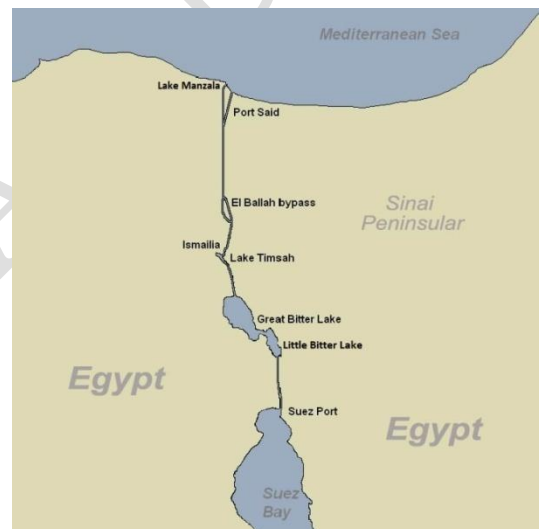 Mediterranean Sea
Lake Manzala
Port Said
El Ballah bypass
Sinai
Peninsular
Ismailia
Lake Timsah
Great Bitter Lake
Little Bitter Lake
Egypt
Suez Port
Egypt
Suez
Bay